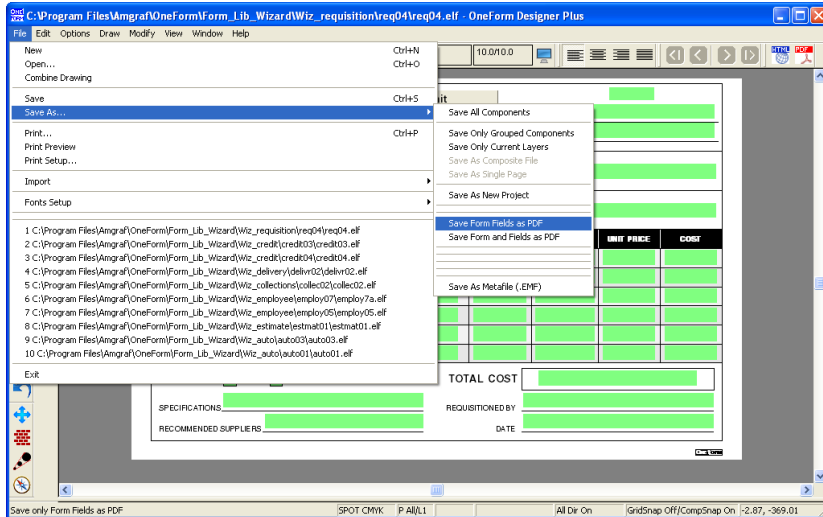 C:\Program Files\Amgraf\OneForm\Form_Lib_Wizard\Wiz_requisition\req04\req04.elf - OneForm Designer Plus
File Edit Options Draw Modify View Window Help
New Ctrl+N
Open... Ctrl+O
Combine Drawing
Save Ctrl+S
Save As...
Print... Ctrl+P
Print Preview
Print Setup...
Import
Fonts Setup
1 C:\Program Files\Amgraf\OneForm\Form_Lib_Wizard\Wiz_requisition\req04\req04.elf
2 C:\Program Files\Amgraf\OneForm\Form_Lib_Wizard\Wiz_credit\credit03\credit03.elf
3 C:\Program Files\Amgraf\OneForm\Form_Lib_Wizard\Wiz_credit\credit04\credit04.elf
4 C:\Program Files\Amgraf\OneForm\Form_Lib_Wizard\Wiz_delivery\delivr02\delivr02.elf
5 C:\Program Files\Amgraf\OneForm\Form_Lib_Wizard\Wiz_collections\collec02\collec02.elf
6 C:\Program Files\Amgraf\OneForm\Form_Lib_Wizard\Wiz_employee\employ07\employ7a.elf
7 C:\Program Files\Amgraf\OneForm\Form_Lib_Wizard\Wiz_employee\employ05\employ05.elf
8 C:\Program Files\Amgraf\OneForm\Form_Lib_Wizard\Wiz_estimate\estmat01\estmat01.elf
9 C:\Program Files\Amgraf\OneForm\Form_Lib_Wizard\Wiz_auto\auto03\auto03.elf
10 C:\Program Files\Amgraf\OneForm\Form_Lib_Wizard\Wiz_auto\auto01\auto01.elf
Exit
10.0/10.0
HTML PDF
it
Save All Components
Save Only Grouped Components
Save Only Current Layers
Save As Composite File
Save As Single Page
Save As New Project
Save Form Fields as PDF
Save Form and Fields as PDF
Save As Metafile (.EMF)
UNIT PRICE COST
TOTAL COST
SPECIFICATIONS REQUISITIONED BY
RECOMMENDED SUPPLIERS DATE
Save only Form Fields as PDF SPOT CMYK P All/L1 All Dir On GridSnap Off/CompSnap On -2.87, -369.01